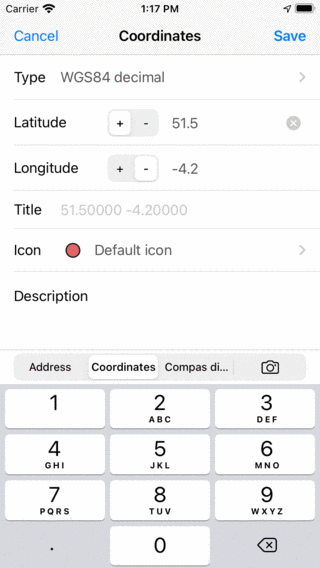 Carrier 1:17 PM
Cancel Coordinates Save
Type WGS84 decimal
Latitude + - 51.5
Longitude + - -4.2
Title 51.50000 -4.20000
Icon Default icon
Description
Address Coordinates Compas di...
1 2 ABC 3 DEF
4 GHI 5 JKL 6 MNO
7 PQRS 8 TUV 9 WXYZ
. 0